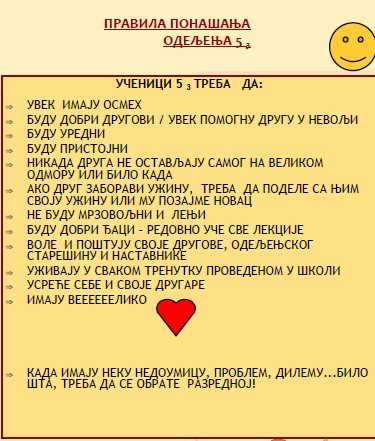 ПРАВИЛА ПОНАШАЊА
ОДЕЉЕЊА 5 3
УЧЕНИЦИ 5 3 ТРЕБА ДА:
⇒ УВЕК ИМАЈУ ОСМЕХ
⇒ БУДУ ДОБРИ ДРУГОВИ / УВЕК ПОМОГНУ ДРУГУ У НЕВОЉИ
⇒ БУДУ УРЕДНИ
⇒ БУДУ ПРИСТОЈНИ
⇒ НИКАДА ДРУГА НЕ ОСТАВЉАЈУ САМОГ НА ВЕЛИКОМ
ОДМОРУ ИЛИ БИЛО КАДА
⇒ АКО ДРУГ ЗАБОРАВИ УЖИНУ, ТРЕБА ДА ПОДЕЛЕ СА ЊИМ
СВОЈУ УЖИНУ ИЛИ МУ ПОЗАЈМЕ НОВАЦ
⇒ НЕ БУДУ МРЗОВОЉНИ И ЛЕЊИ
⇒ БУДУ ДОБРИ ЂАЦИ – РЕДОВНО УЧЕ СВЕ ЛЕКЦИЈЕ
⇒ ВОЛЕ И ПОШТУЈУ СВОЈЕ ДРУГОВЕ, ОДЕЉЕЊСКОГ
СТАРЕШИНУ И НАСТАВНИКЕ
⇒ УЖИВАЈУ У СВАКОМ ТРЕНУТКУ ПРОВЕДЕНОМ У ШКОЛИ
⇒ УСРЕЋЕ СЕБЕ И СВОЈЕ ДРУГАРЕ
⇒ ИМАЈУ ВЕЕЕЕЕЕЛИКО
⇒ КАДА ИМАЈУ НЕКУ НЕДОУМИЦУ, ПРОБЛЕМ, ДИЛЕМУ...БИЛО
ШТА, ТРЕБА ДА СЕ ОБРАТЕ РАЗРЕДНОЈ!